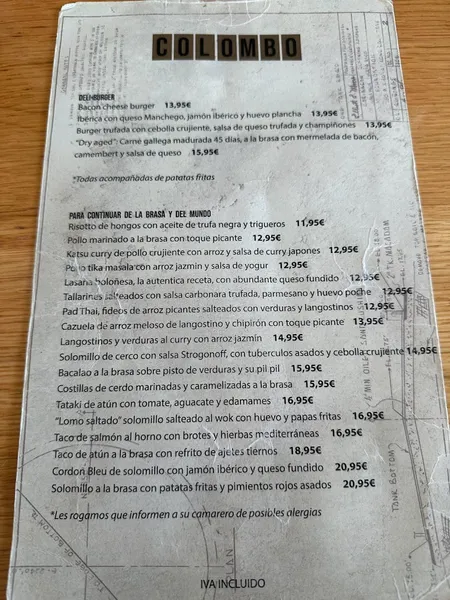 COLOMBO
DELI-BURGER
Bacon cheese burger 13,95€
Ibérica con queso Manchego, jamón ibérico y huevo plancha 13,95€
Burger trufada con cebolla crujiente, salsa de queso trufada y champiñones 13,95€
“Dry aged”: Carne gallega madurada 45 días, a la brasa con mermelada de bacón,
camembert y salsa de queso 15,95€
*Todas acompañadas de patatas fritas
PARA CONTINUAR DE LA BRASA Y DEL MUNDO
Risotto de hongos con aceite de trufa negra y trigueros 11,95€
Pollo marinado a la brasa con toque picante 12,95€
Katsu curry de pollo crujiente con arroz y salsa de curry japones 12,95€
Pollo tika masala con arroz jazmin y salsa de yogur 12,95€
Lasaña boloñesa, la autentica receta, con abundante queso fundido 12,95€
Tallarines salteados con salsa carbonara trufada, parmesano y huevo poche 12,95€
Pad Thai, fideos de arroz picantes salteados con verduras y langostinos 12,95€
Cazuela de arroz meloso de langostino y chipirón con toque picante 13,95€
Langostinos y verduras al curry con arroz jazmín 14,95€
Solomillo de cerco con salsa Strogonoff, con tuberculos asados y cebolla crujiente 14,95€
Bacalao a la brasa sobre pisto de verduras y su pil pil 15,95€
Costillas de cerdo marinadas y caramelizadas a la brasa 15,95€
Tataki de atún con tomate, aguacate y edamames 16,95€
“Lomo saltado” solomillo salteado al wok con huevo y papas fritas 16,95€
Taco de salmón al horno con brotes y hierbas mediterráneas 16,95€
Taco de atún a la brasa con refrito de ajetes tiernos 18,95€
Cordon Bleu de solomillo con jamón ibérico y queso fundido 20,95€
Solomillo a la brasa con patatas fritas y pimientos rojos asados 20,95€
*Les rogamos que informen a su camarero de posibles alergias
IVA INCLUIDO
TANK BOTTOM